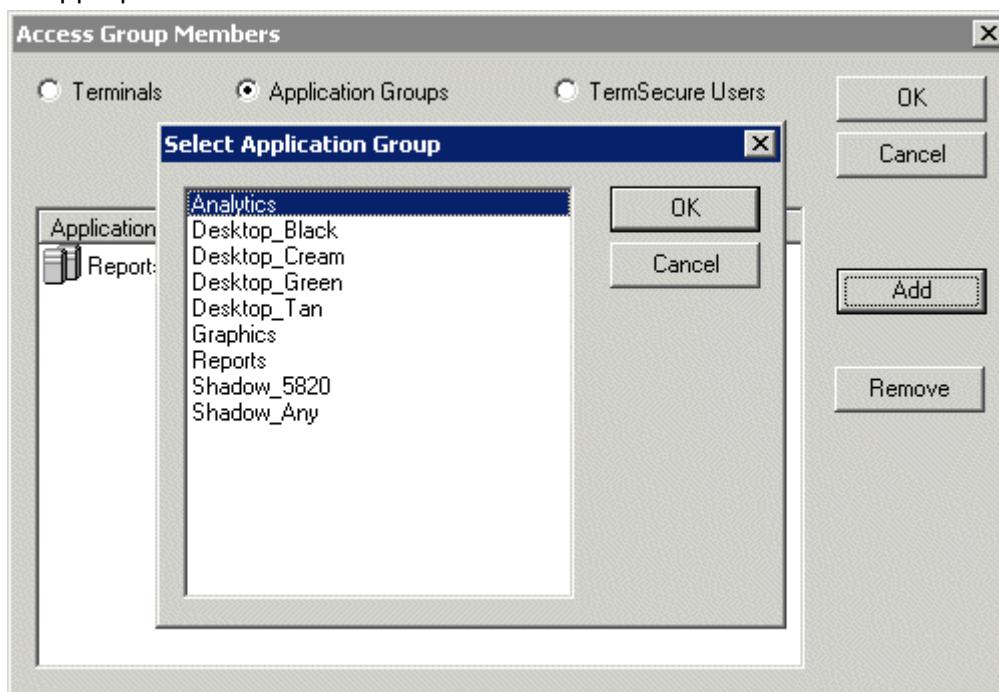 Access Group Members
Terminals Application Groups TermSecure Users
OK
Cancel
Select Application Group
Analytics
Desktop_Black
Desktop_Cream
Desktop_Green
Desktop_Tan
Graphics
Reports
Shadow_5820
Shadow_Any
OK
Cancel
Application
Report
Add
Remove